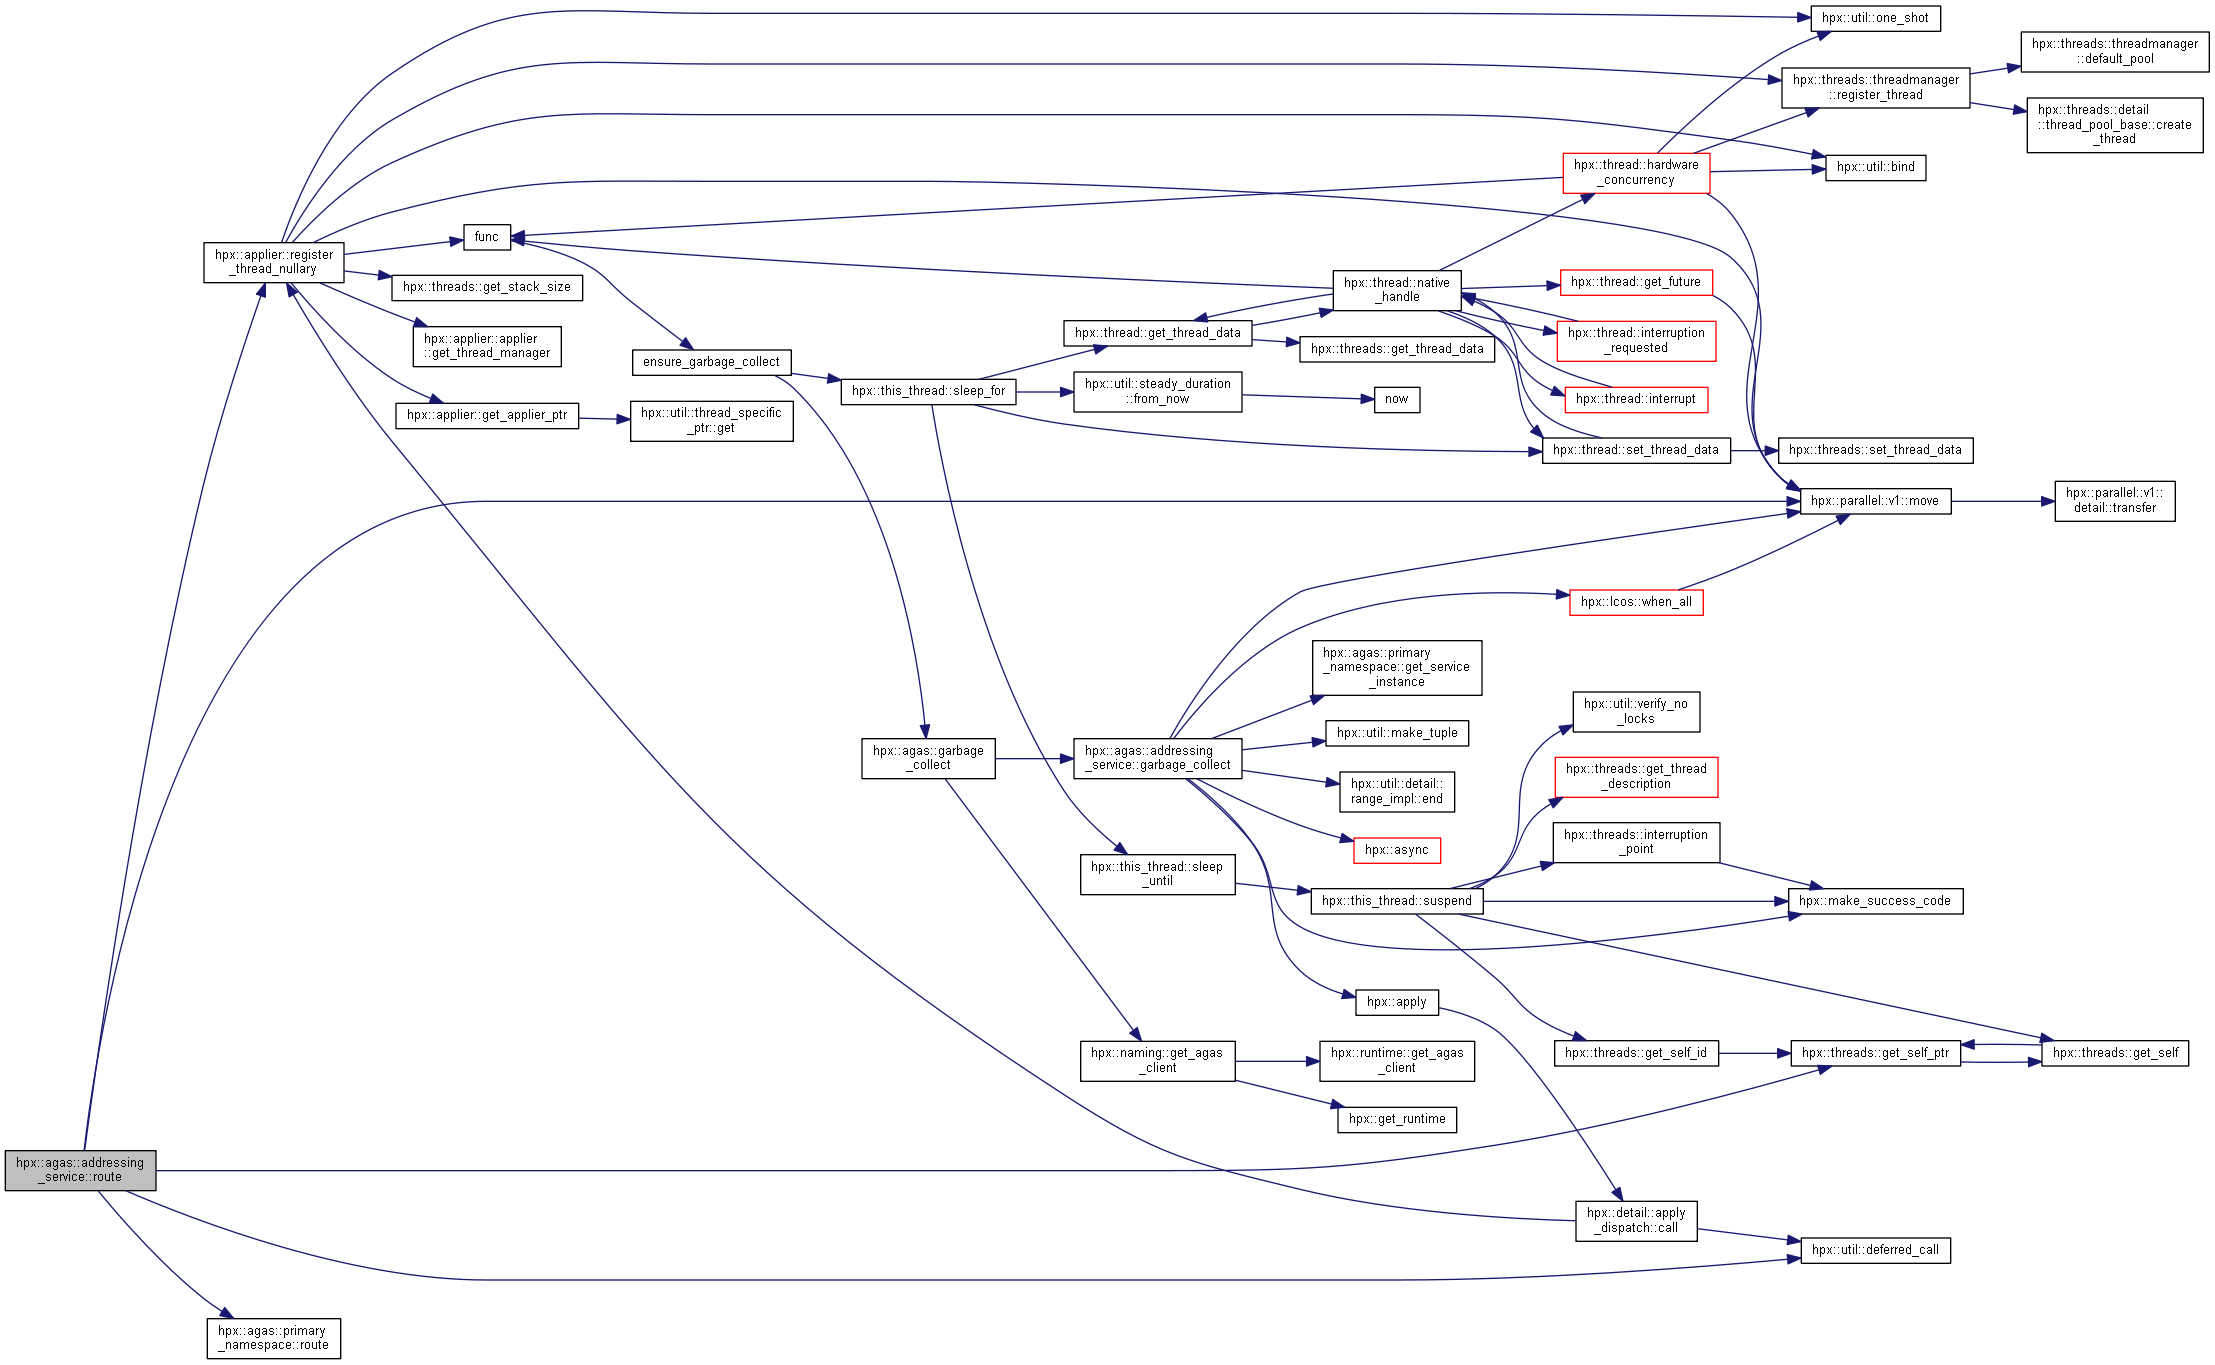 hpx::util::one_shot
hpx::threads::threadmanager
::default_pool
hpx::threads::threadmanager
::register_thread
hpx::threads::detail
::thread_pool_base::create
_thread
hpx::thread::hardware
_concurrency
hpx::util::bind
func
hpx::applier::register
_thread_nullary
hpx::threads::get_stack_size
hpx::thread::native
_handle
hpx::thread::get_future
hpx::applier::applier
::get_thread_manager
hpx::thread::get_thread_data
hpx::threads::get_thread_data
hpx::thread::interruption
_requested
ensure_garbage_collect
hpx::this_thread::sleep_for
hpx::util::steady_duration
::from_now
now
hpx::thread::interrupt
hpx::applier::get_applier_ptr
hpx::util::thread_specific
_ptr::get
hpx::thread::set_thread_data
hpx::threads::set_thread_data
hpx::parallel::v1::move
hpx::parallel::v1::
detail::transfer
hpx::lcos::when_all
hpx::agas::primary
_namespace::get_service
_instance
hpx::util::verify_no
_locks
hpx::util::make_tuple
hpx::agas::garbage
_collect
hpx::agas::addressing
_service::garbage_collect
hpx::threads::get_thread
_description
hpx::util::detail::
range_impl::end
hpx::async
hpx::threads::interruption
_point
hpx::this_thread::sleep
_until
hpx::this_thread::suspend
hpx::make_success_code
hpx::apply
hpx::naming::get_agas
_client
hpx::runtime::get_agas
_client
hpx::threads::get_self_id
hpx::threads::get_self_ptr
hpx::threads::get_self
hpx::get_runtime
hpx::agas::addressing
_service::route
hpx::detail::apply
_dispatch::call
hpx::util::deferred_call
hpx::agas::primary
_namespace::route